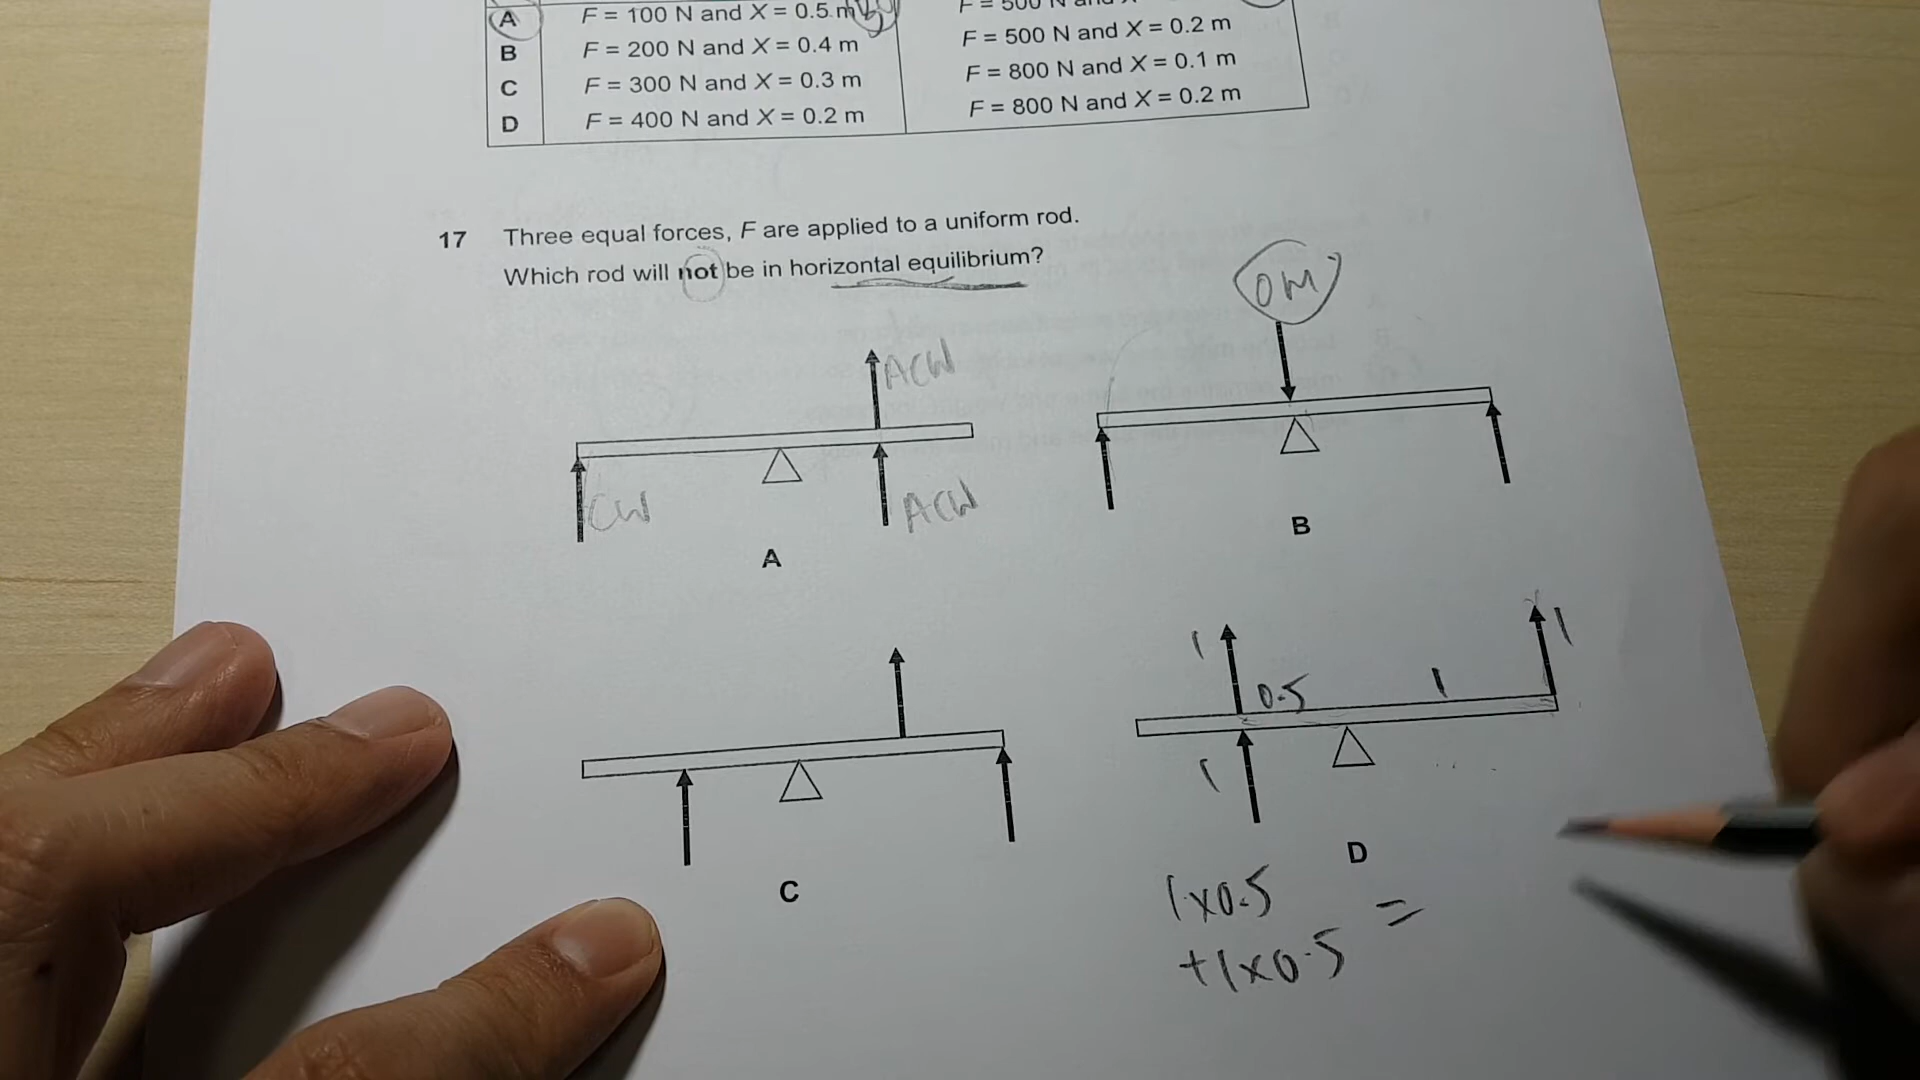 A F = 100 N and X = 0.5 m F = 500 N and X
B F = 200 N and X = 0.4 m F = 500 N and X = 0.2 m
C F = 300 N and X = 0.3 m F = 800 N and X = 0.1 m
D F = 400 N and X = 0.2 m F = 800 N and X = 0.2 m
17 Three equal forces, F are applied to a uniform rod.
Which rod will not be in horizontal equilibrium?
0M
ACW
CW
ACW
A
B
1
1
0.5
1
1
C
D
1x0.5
+1x0.5 =